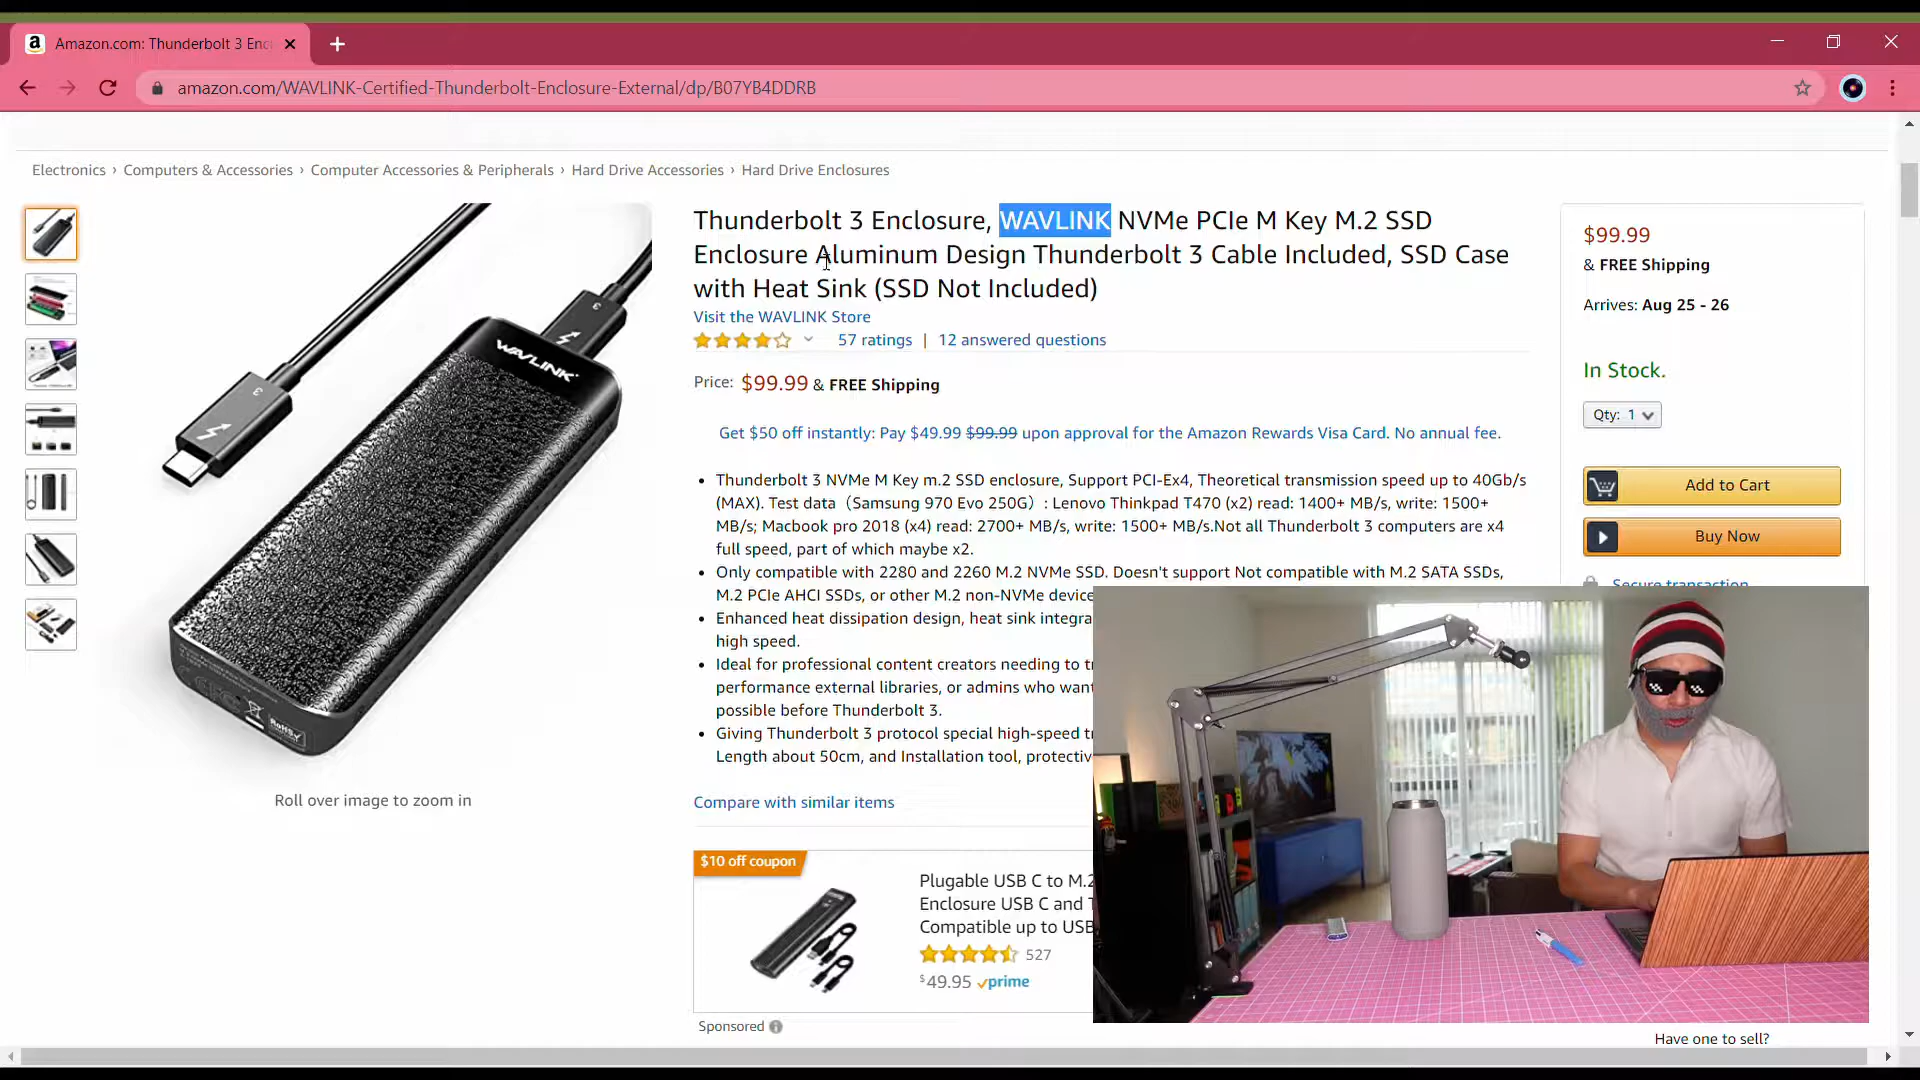 Amazon.com: Thunderbolt 3 Enc
amazon.com/WAVLINK-Certified-Thunderbolt-Enclosure-External/dp/B07YB4DDRB
Electronics › Computers & Accessories › Computer Accessories & Peripherals › Hard Drive Accessories › Hard Drive Enclosures
WAVLINK
RoHS
Roll over image to zoom in
Thunderbolt 3 Enclosure, WAVLINK NVMe PCIe M Key M.2 SSD
Enclosure Aluminum Design Thunderbolt 3 Cable Included, SSD Case
with Heat Sink (SSD Not Included)
Visit the WAVLINK Store
57 ratings | 12 answered questions
Price: $99.99 & FREE Shipping
Get $50 off instantly: Pay $49.99 $99.99 upon approval for the Amazon Rewards Visa Card. No annual fee.
• Thunderbolt 3 NVMe M Key m.2 SSD enclosure, Support PCI-Ex4, Theoretical transmission speed up to 40Gb/s
(MAX). Test data（Samsung 970 Evo 250G）: Lenovo Thinkpad T470 (x2) read: 1400+ MB/s, write: 1500+
MB/s; Macbook pro 2018 (x4) read: 2700+ MB/s, write: 1500+ MB/s.Not all Thunderbolt 3 computers are x4
full speed, part of which maybe x2.
• Only compatible with 2280 and 2260 M.2 NVMe SSD. Doesn't support Not compatible with M.2 SATA SSDs,
M.2 PCIe AHCI SSDs, or other M.2 non-NVMe device
• Enhanced heat dissipation design, heat sink integra
high speed.
• Ideal for professional content creators needing to tr
performance external libraries, or admins who want
possible before Thunderbolt 3.
• Giving Thunderbolt 3 protocol special high-speed tr
Length about 50cm, and Installation tool, protectiv
Compare with similar items
$10 off coupon
Plugable USB C to M.2
Enclosure USB C and T
Compatible up to USB
527
$49.95 prime
Sponsored
$99.99
& FREE Shipping
Arrives: Aug 25 - 26
In Stock.
Qty: 1
Add to Cart
Buy Now
Secure transaction
Have one to sell?